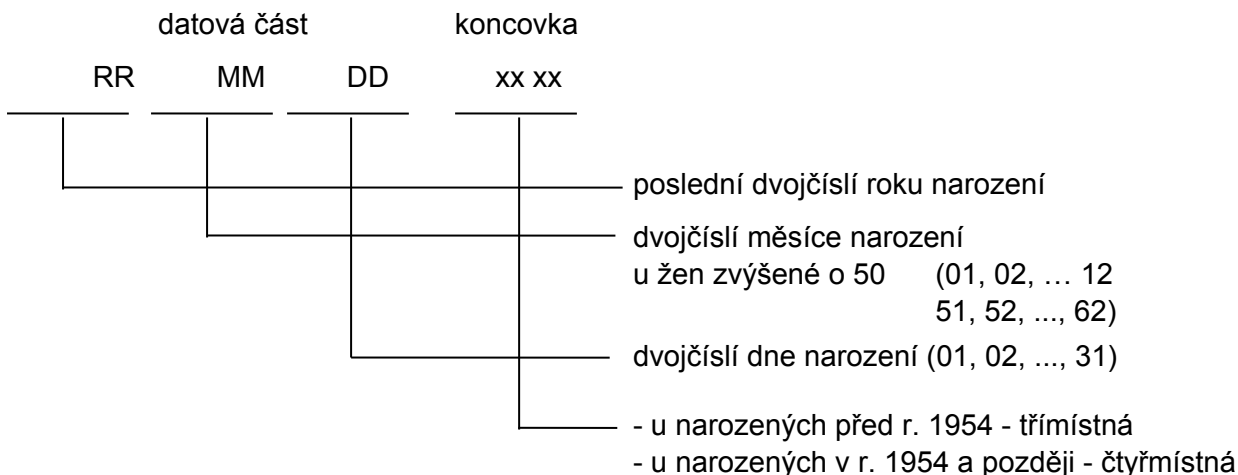 datová část koncovka
RR MM DD xx xx
poslední dvojčíslí roku narození
dvojčíslí měsíce narození
u žen zvýšené o 50 (01, 02, … 12
51, 52, ..., 62)
dvojčíslí dne narození (01, 02, ..., 31)
- u narozených před r. 1954 - třímístná
- u narozených v r. 1954 a později - čtyřmístná